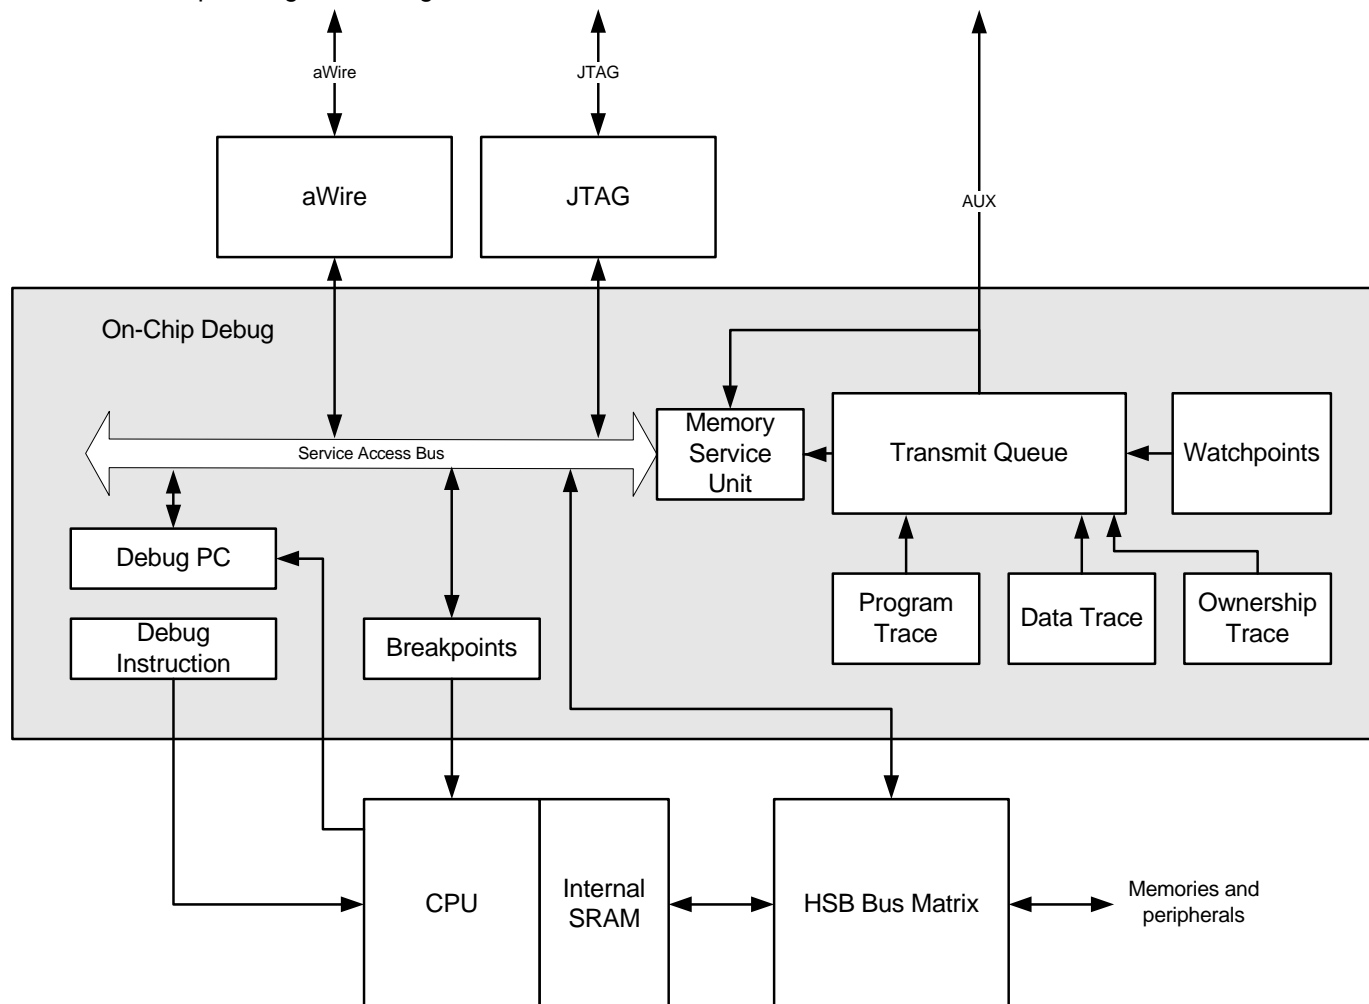 aWire
JTAG
aWire
JTAG
AUX
On-Chip Debug
Service Access Bus
Memory
Service
Unit
Transmit Queue
Watchpoints
Debug PC
Debug
Instruction
Breakpoints
Program
Trace
Data Trace
Ownership
Trace
CPU
Internal
SRAM
HSB Bus Matrix
Memories and
peripherals